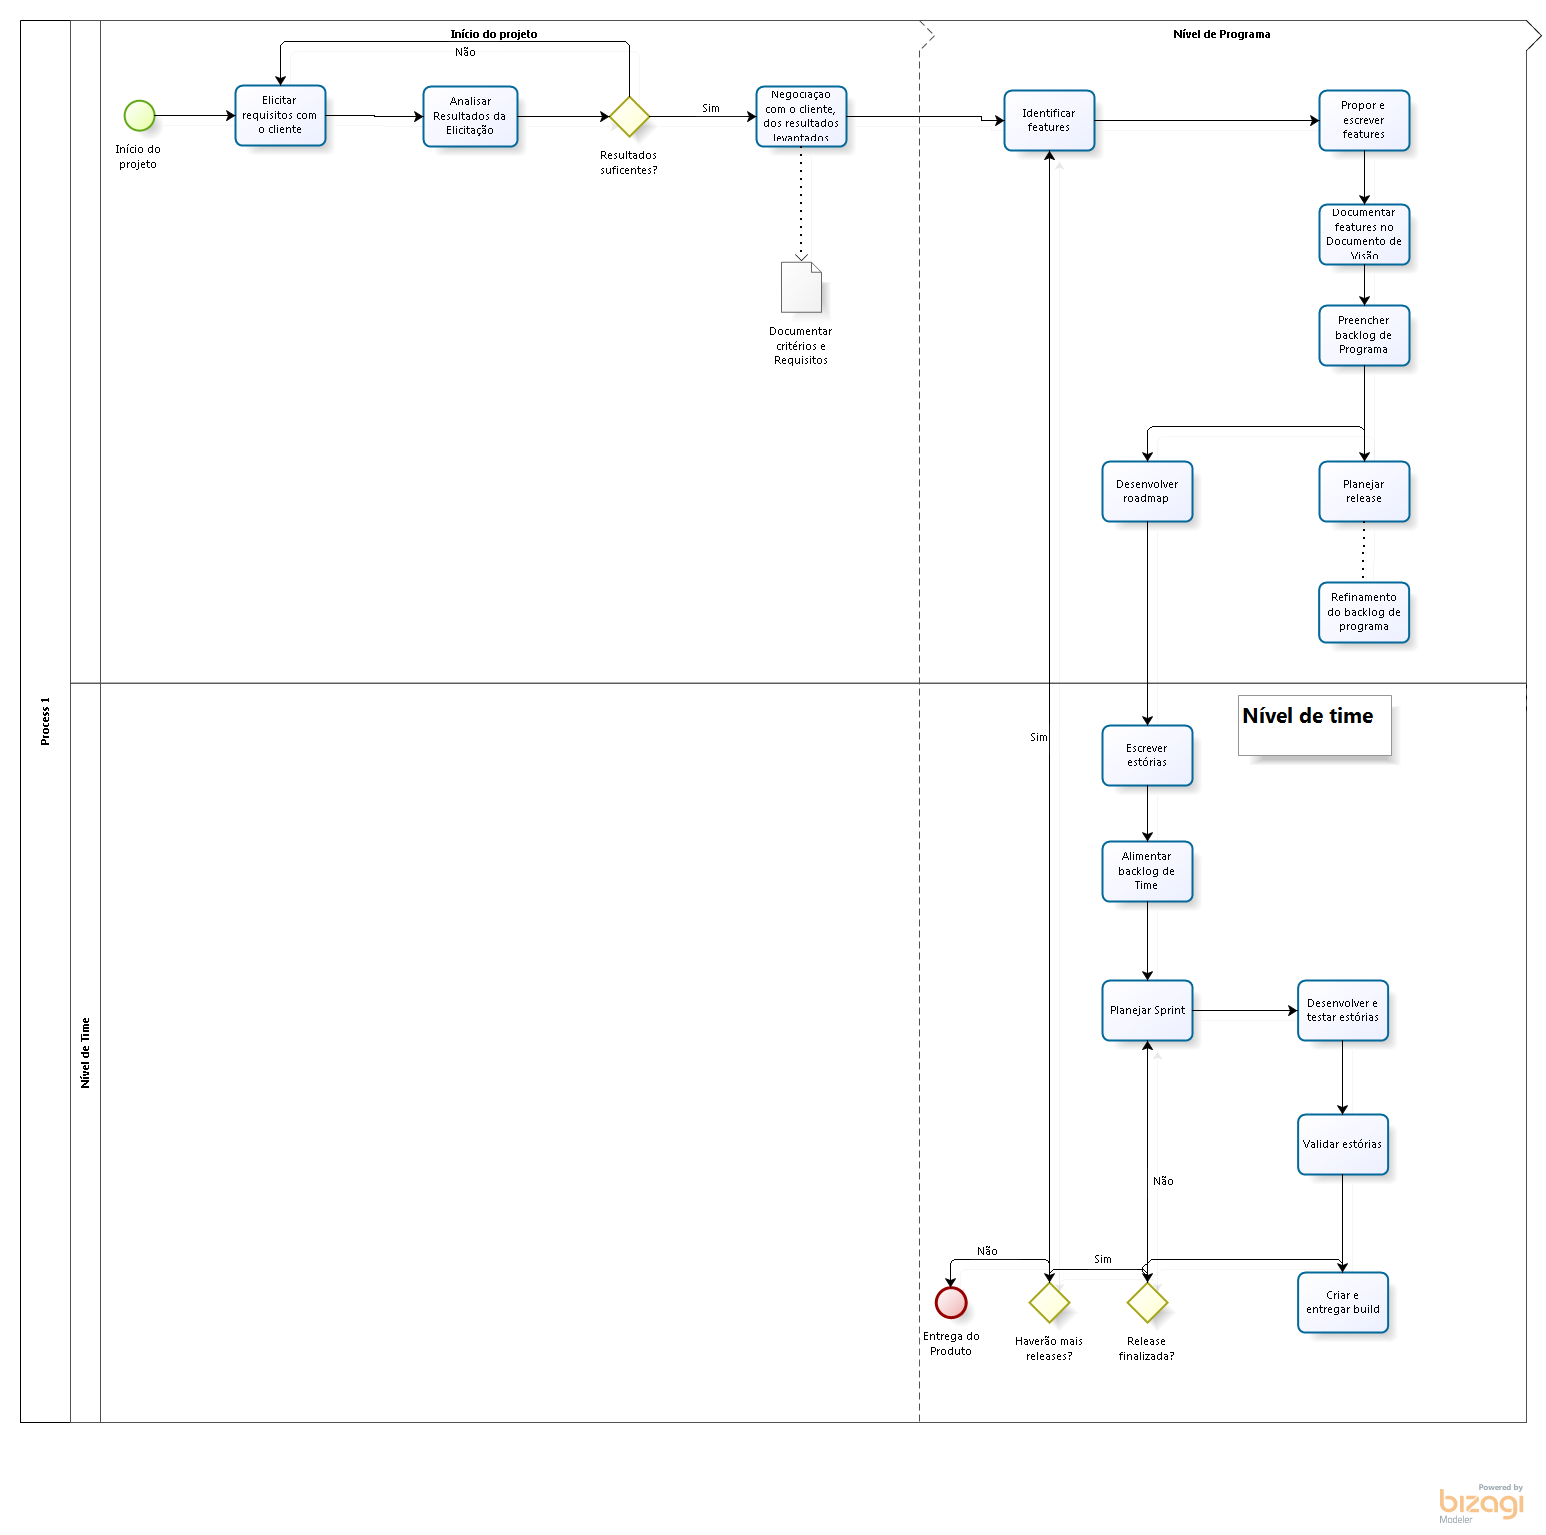 Início do projeto
Nível de Programa
Não
Elicitar
requisitos com
o cliente
Analisar
Resultados da
Elicitação
Sim
Negociação
com o cliente,
dos resultados
levantados
Identificar
features
Propor e
escrever
features
Início do
projeto
Resultados
suficentes?
Documentar
features no
Documento de
Visão
Documentar
critérios e
Requisitos
Preencher
backlog de
Programa
Desenvolver
roadmap
Planejar
release
Refinamento
do backlog de
programa
Process 1
Nível de time
Sim
Escrever
estórias
Alimentar
backlog de
Time
Nível de Time
Planejar Sprint
Desenvolver e
testar estórias
Validar estórias
Não
Não
Sim
Criar e
entregar build
Entrega do
Produto
Haverão mais
releases?
Release
finalizada?
Powered by
bizagi
Modeler